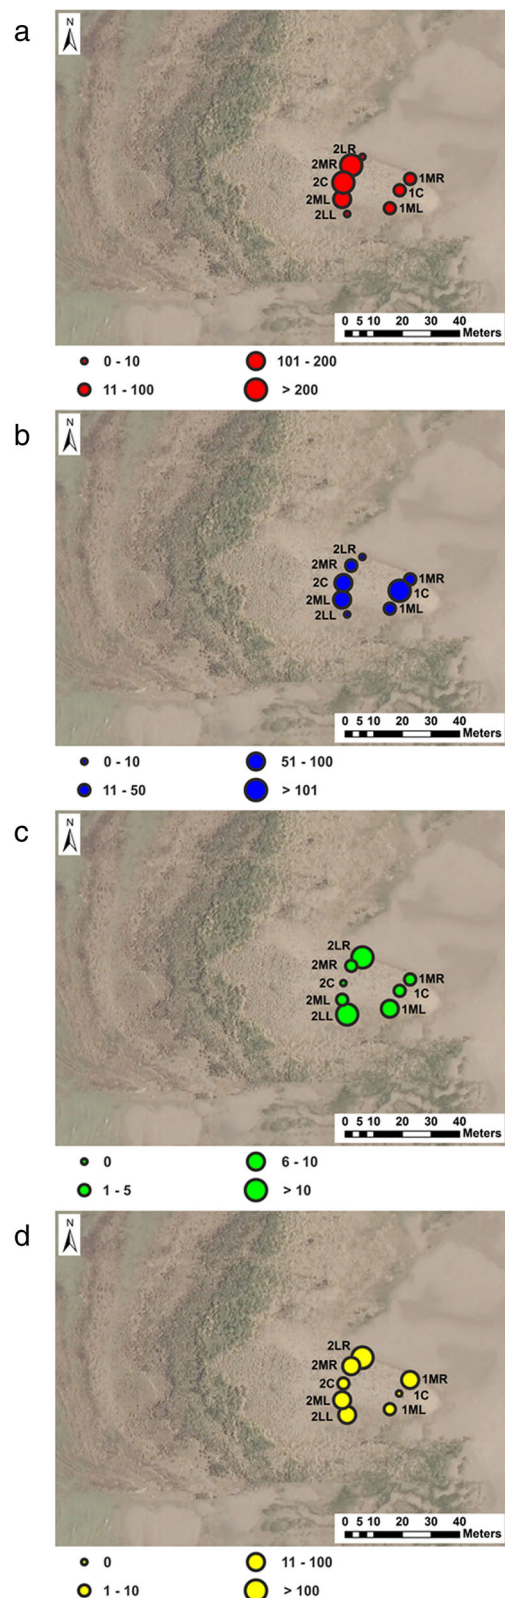 a
N
2LR
2MR
1MR
2C
1C
2ML
1ML
2LL
0 5 10 20 30 40
Meters
0 - 10
101 - 200
11 - 100
> 200
b
N
2LR
2MR
1MR
2C
1C
2ML
1ML
2LL
0 5 10 20 30 40
Meters
0 - 10
51 - 100
11 - 50
> 101
c
N
2LR
2MR
1MR
2C
1C
2ML
1ML
2LL
0 5 10 20 30 40
Meters
0
6 - 10
1 - 5
> 10
d
N
2LR
2MR
1MR
2C
1C
2ML
1ML
2LL
0 5 10 20 30 40
Meters
0
11 - 100
1 - 10
> 100